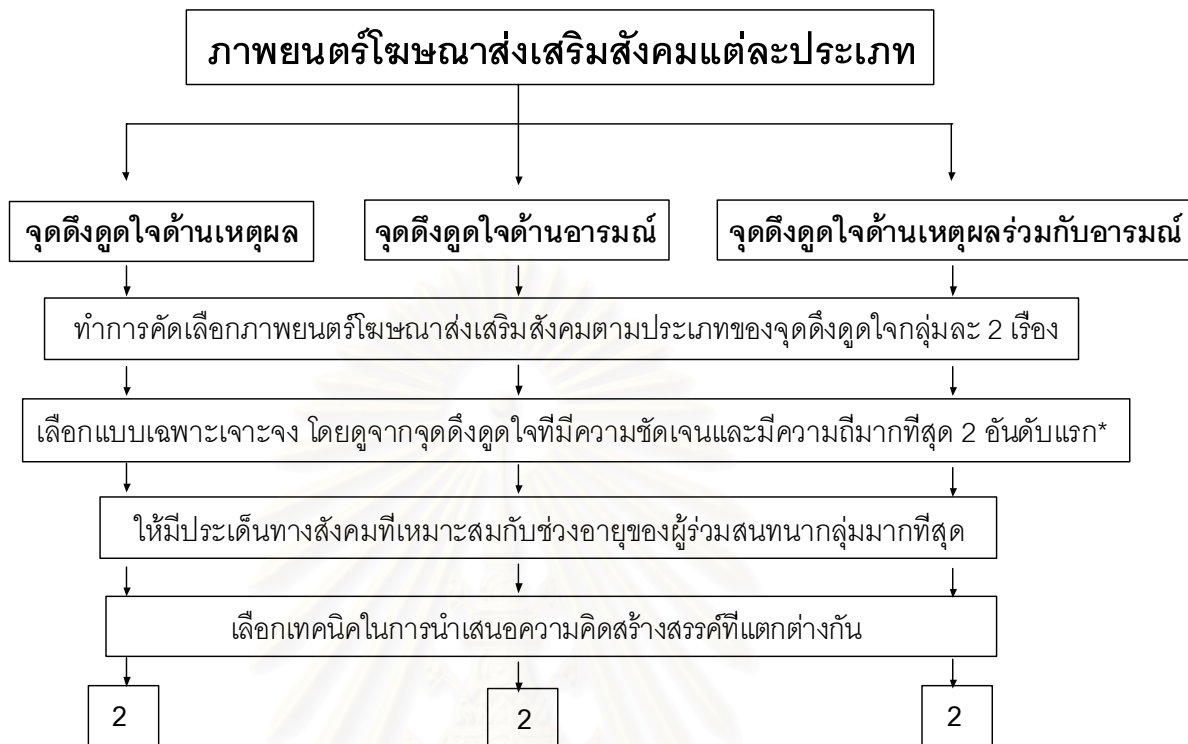 ภาพยนตร์โฆษณาส่งเสริมสังคมแต่ละประเภท
จุดดึงดูดใจด้านเหตุผล
จุดดึงดูดใจด้านอารมณ์
จุดดึงดูดใจด้านเหตุผลร่วมกับอารมณ์
ทำการคัดเลือกภาพยนตร์โฆษณาส่งเสริมสังคมตามประเภทของจุดดึงดูดใจกลุ่มละ 2 เรื่อง
เลือกแบบเฉพาะเจาะจง โดยดูจากจุดดึงดูดใจที่มีความชัดเจนและมีความถี่มากที่สุด 2 อันดับแรก*
ให้มีประเด็นทางสังคมที่เหมาะสมกับช่วงอายุของผู้ร่วมสนทนากลุ่มมากที่สุด
เลือกเทคนิคในการนำเสนอความคิดสร้างสรรค์ที่แตกต่างกัน
2
2
2